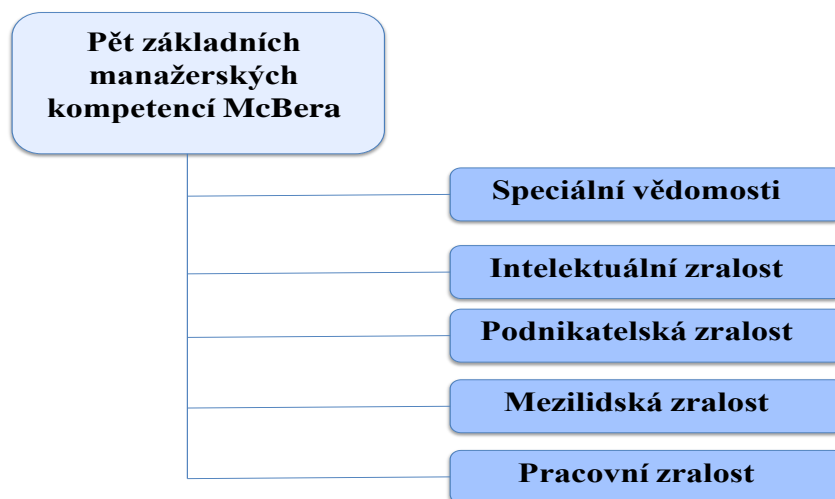 Pět základních
manažerských
kompetencí McBera
Speciální vědomosti
Intelektuální zralost
Podnikatelská zralost
Mezilidská zralost
Pracovní zralost